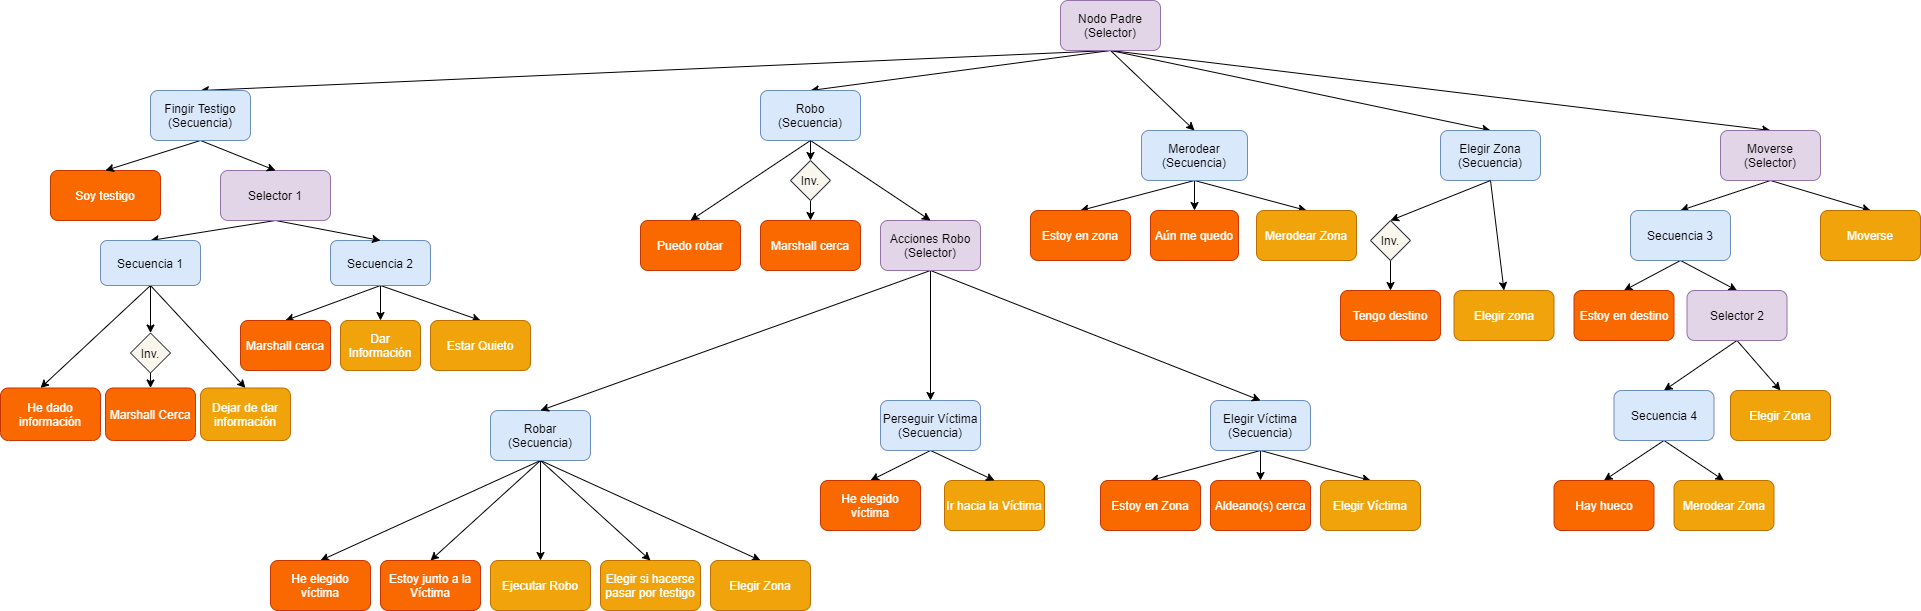 Nodo Padre
(Selector)
Fingir Testigo
(Secuencia)
Robo
(Secuencia)
Merodear
(Secuencia)
Elegir Zona
(Secuencia)
Moverse
(Selector)
Soy testigo
Selector 1
Inv.
Puedo robar
Marshall cerca
Acciones Robo
(Selector)
Estoy en zona
Aún me quedo
Merodear Zona
Inv.
Secuencia 3
Moverse
Secuencia 1
Secuencia 2
Tengo destino
Elegir zona
Estoy en destino
Selector 2
Inv.
Marshall cerca
Dar
Información
Estar Quieto
He dado
información
Marshall Cerca
Dejar de dar
información
Robar
(Secuencia)
Perseguir Víctima
(Secuencia)
Elegir Víctima
(Secuencia)
Secuencia 4
Elegir Zona
He elegido
víctima
Ir hacia la Víctima
Estoy en Zona
Aldeano(s) cerca
Elegir Víctima
Hay hueco
Merodear Zona
He elegido
víctima
Estoy junto a la
Víctima
Ejecutar Robo
Elegir si hacerse
pasar por testigo
Elegir Zona